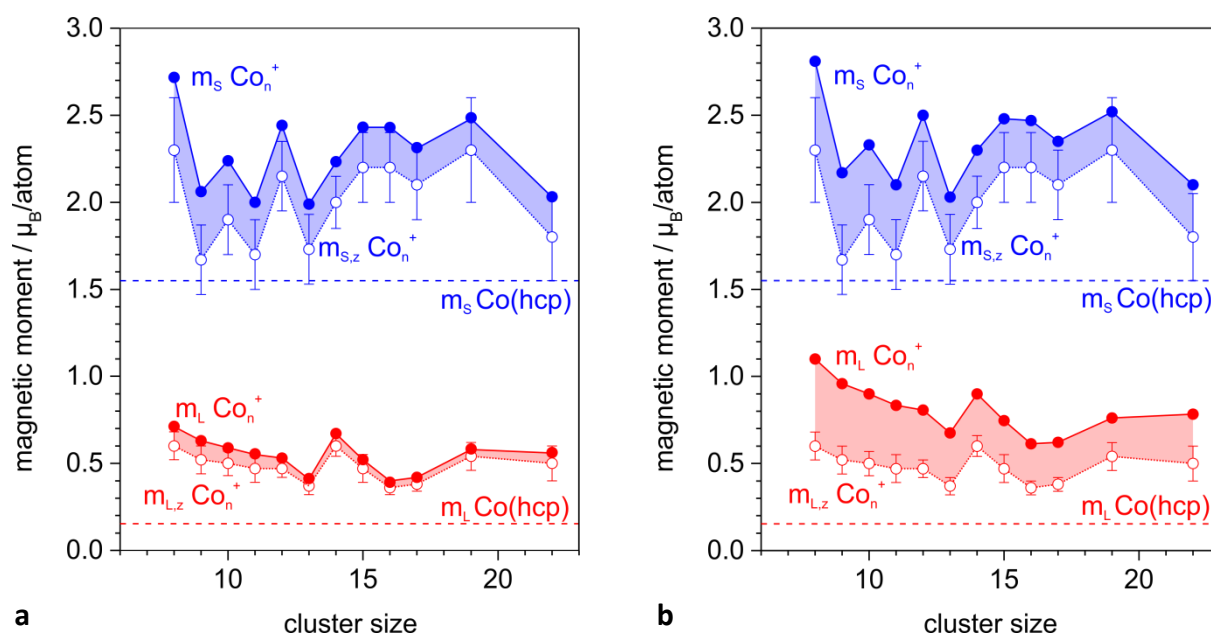 3.0
2.5
2.0
1.5
1.0
0.5
0.0
magnetic moment / μB/atom
mS Con+
mS,z Con+
mS Co(hcp)
mL Con+
mL,z Con+
mL Co(hcp)
10
15
20
cluster size
a
3.0
2.5
2.0
1.5
1.0
0.5
0.0
magnetic moment / μB/atom
mS Con+
mS,z Con+
mS Co(hcp)
mL Con+
mL,z Con+
mL Co(hcp)
10
15
20
cluster size
b